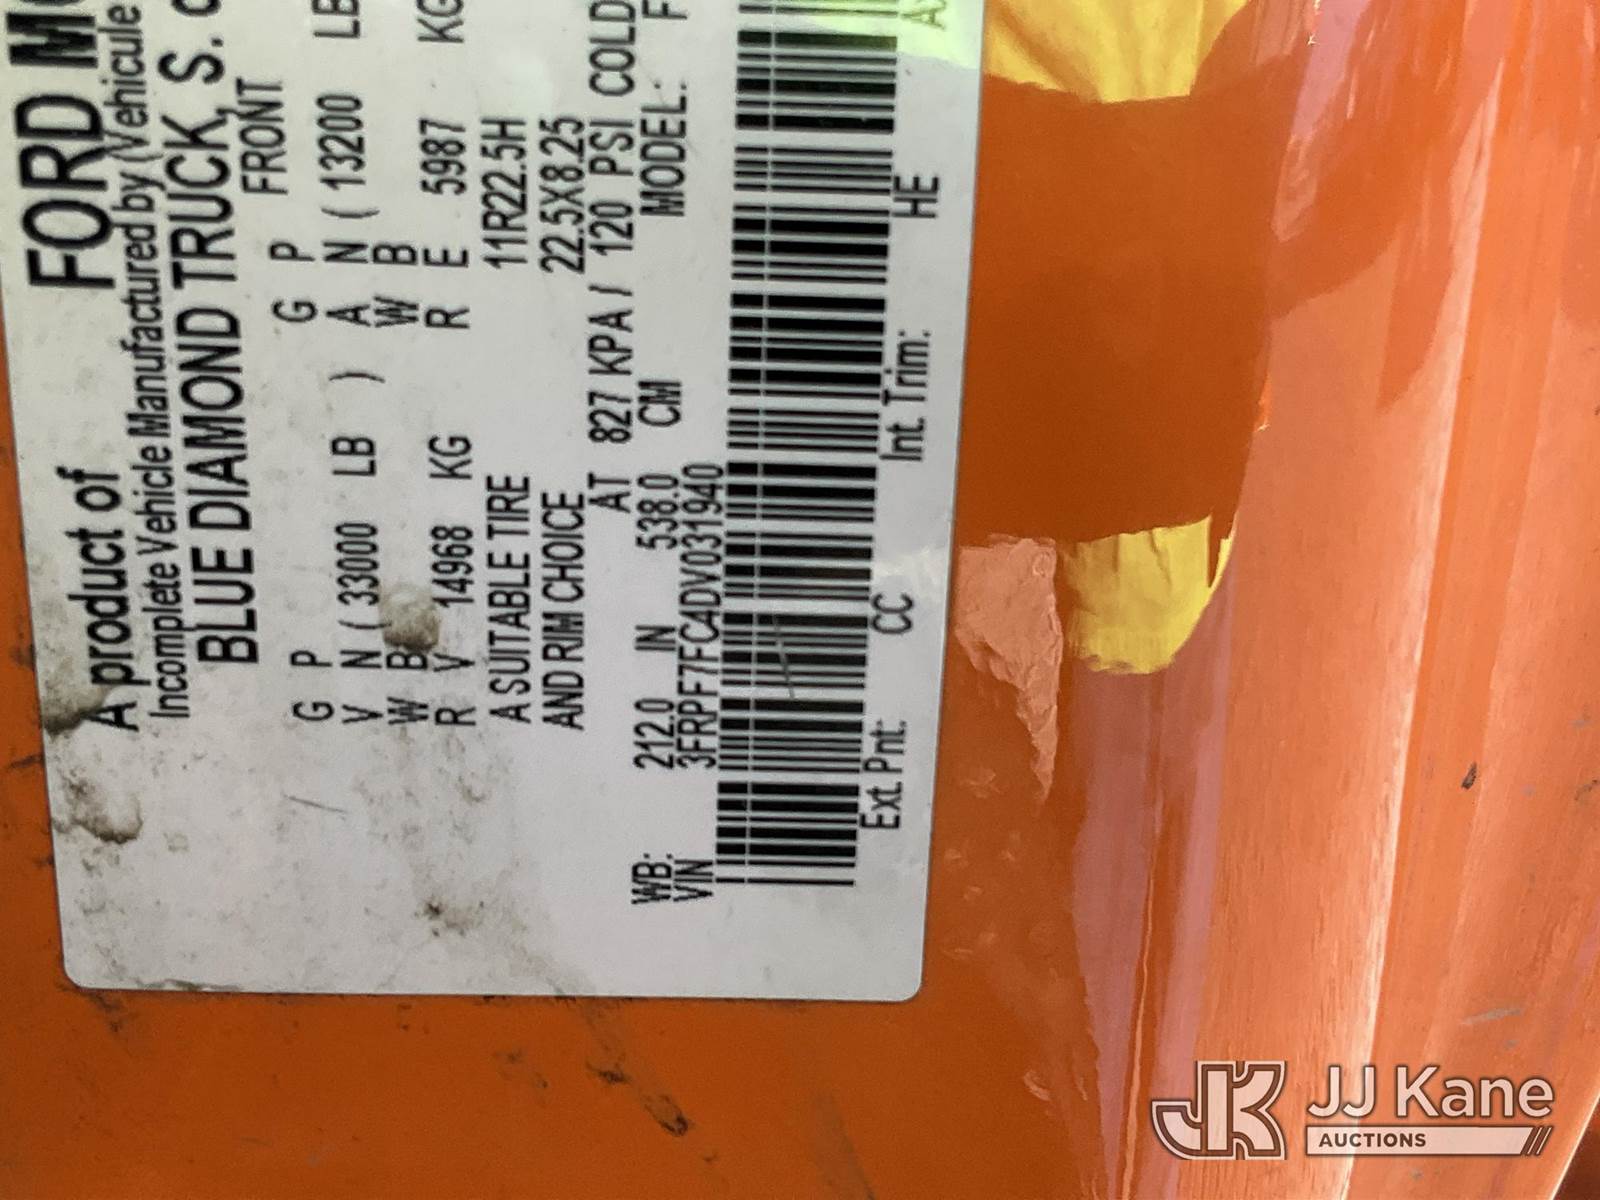 A product of FORD
Incomplete Vehicle Manufactured by (Vehicule
BLUE DIAMOND TRUCK, S.
FRONT
G P G P
V N ( 33000 LB ) A N ( 13200 LB
W B W B
R V 14968 KG R E 5987 KG
A SUITABLE TIRE 11R22.5H
AND RIM CHOICE 22.5X8.25
AT 827 KPA / 120 PSI COLD
WB: 212.0 IN 538.0 CM MODEL: F
VIN 3FRPF7FC4DV031940
Ext. Pnt: CC Int. Trim: HE
JJ Kane
AUCTIONS